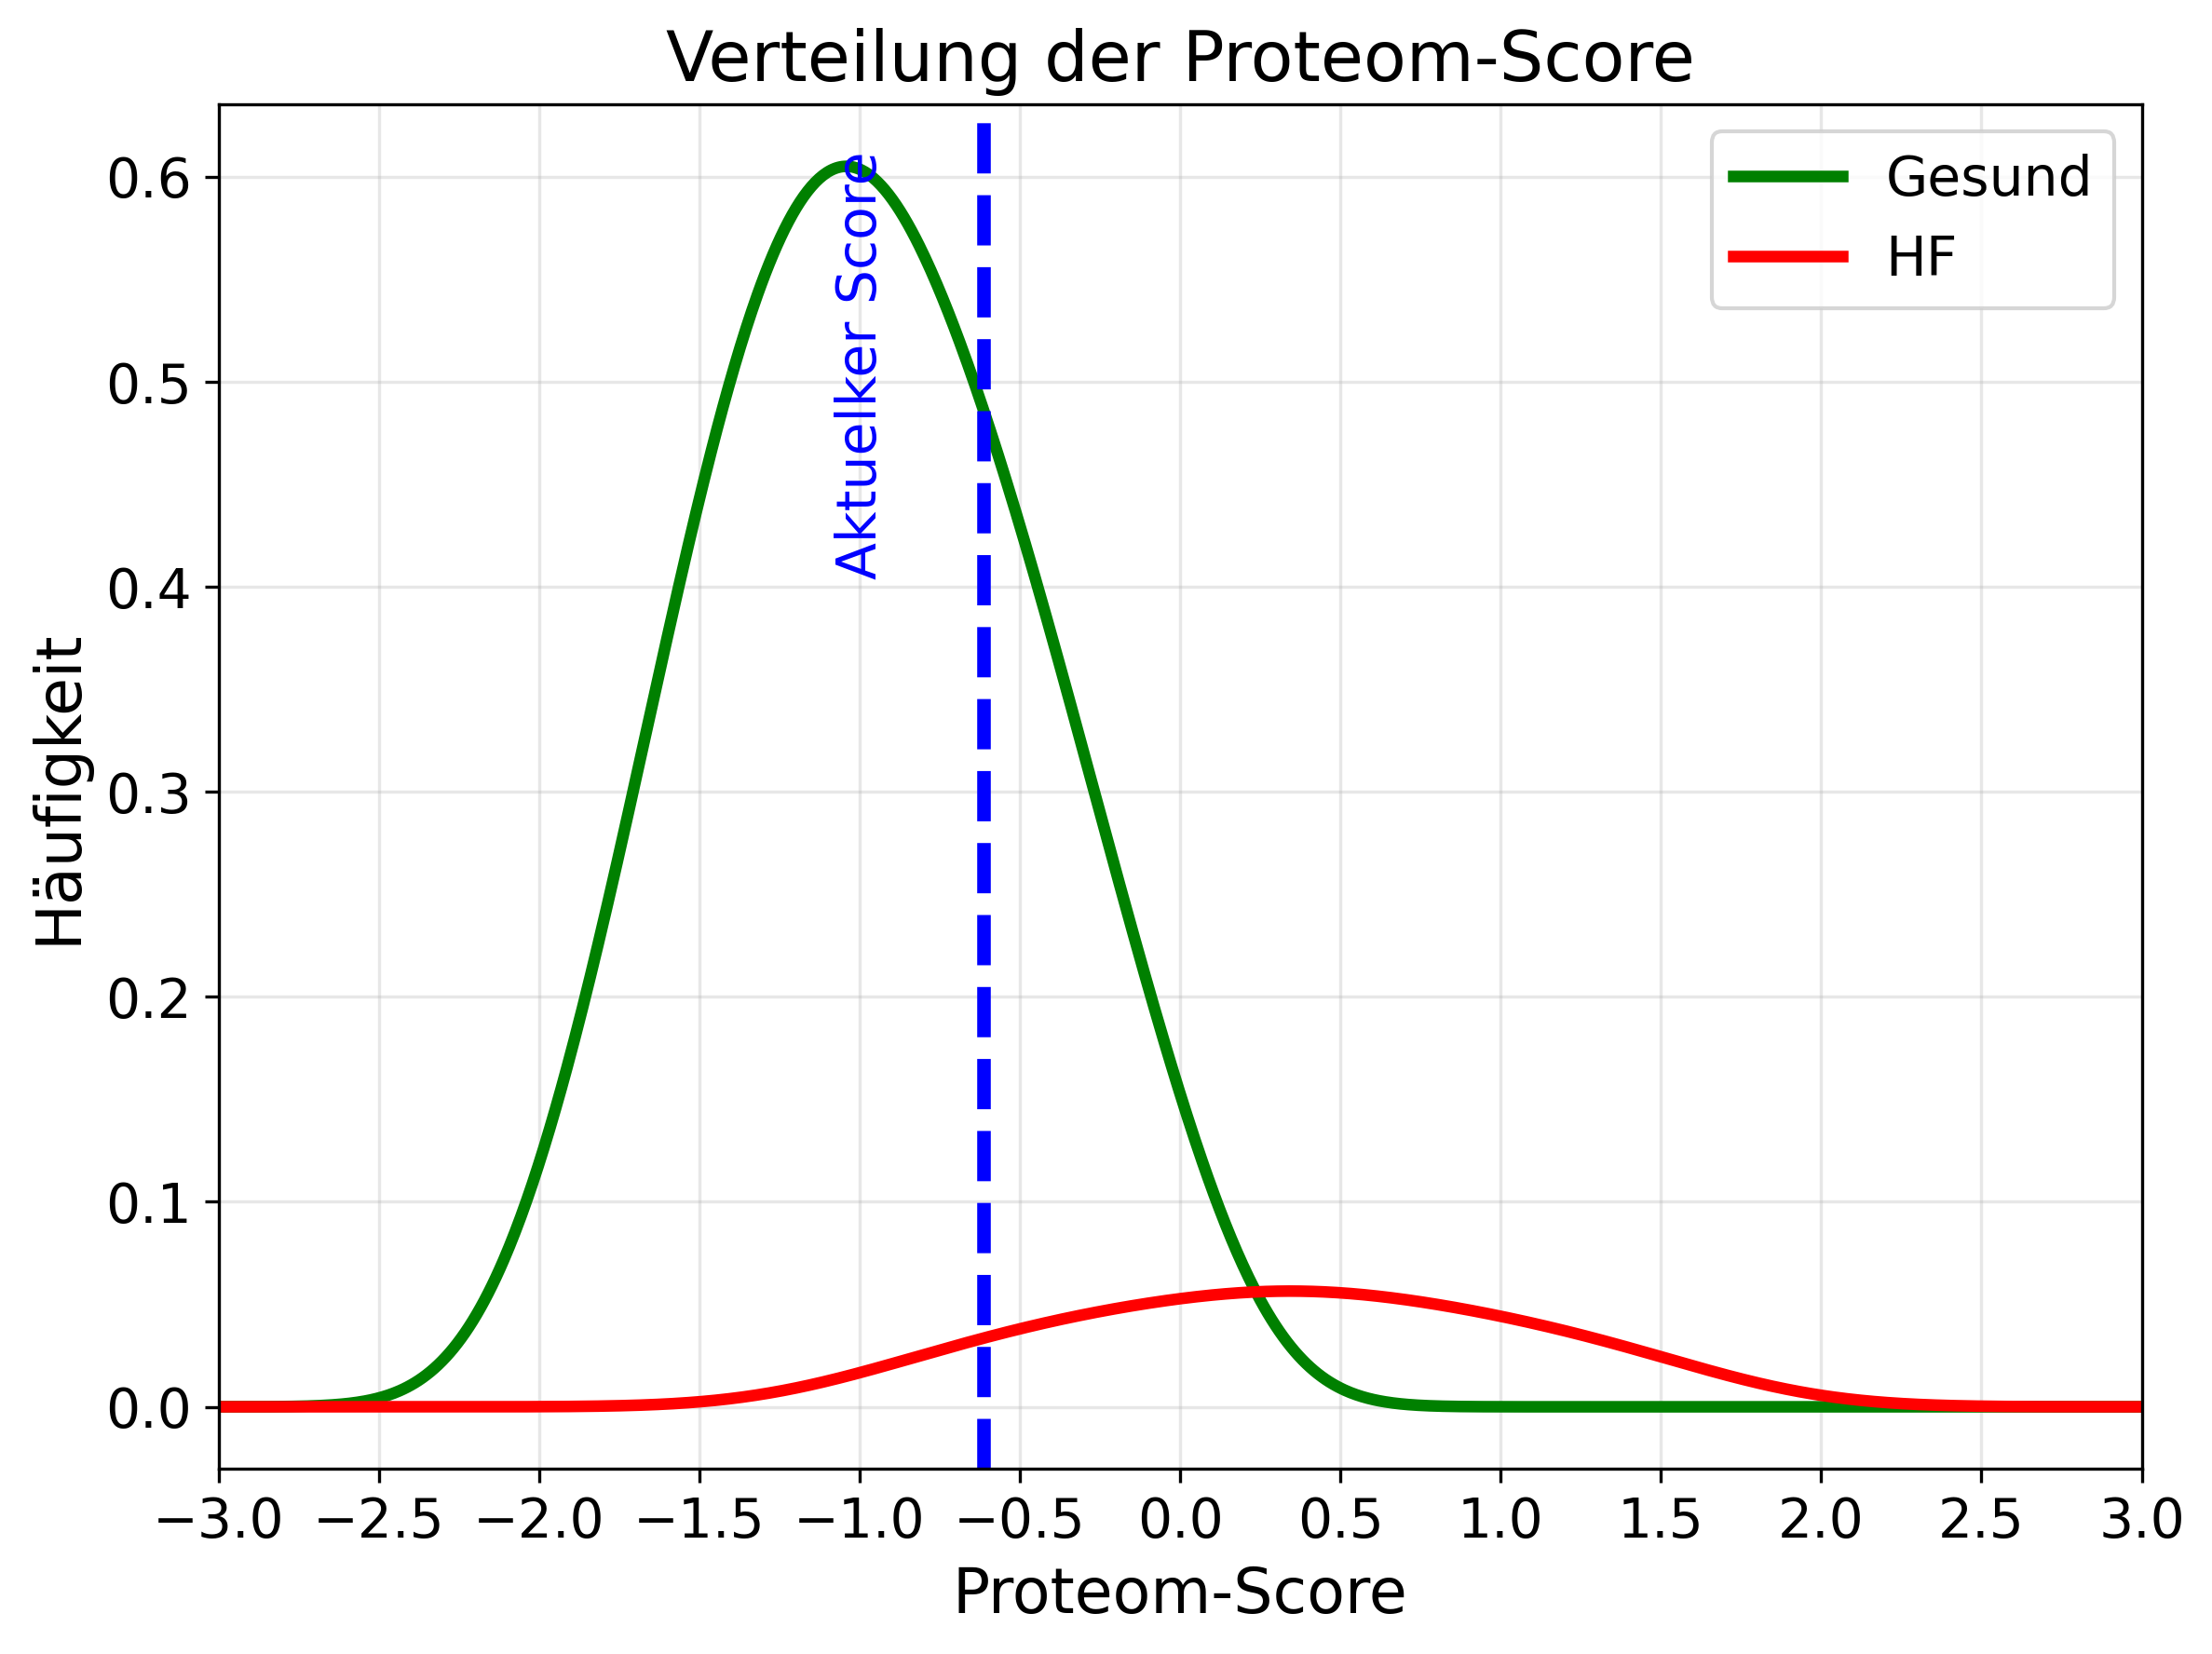 Verteilung der Proteom-Score
Gesund
HF
Aktuelker Score
Häufigkeit
0.6
0.5
0.4
0.3
0.2
0.1
0.0
−3.0 −2.5 −2.0 −1.5 −1.0 −0.5 0.0 0.5 1.0 1.5 2.0 2.5 3.0
Proteom-Score